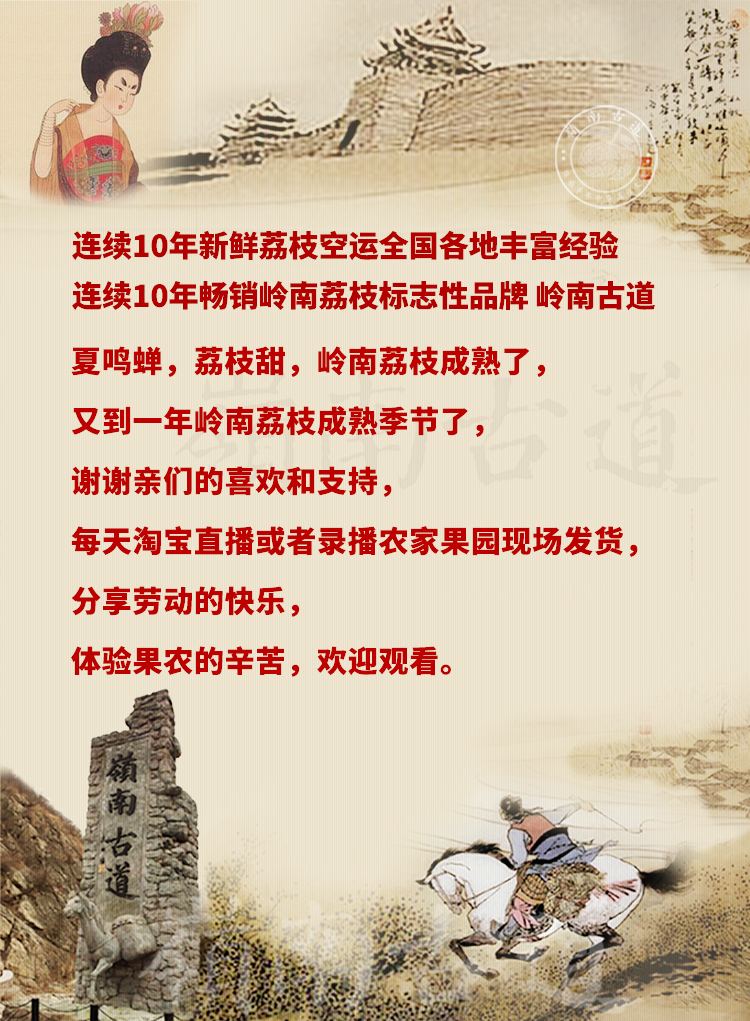 连续10年新鲜荔枝空运全国各地丰富经验
连续10年畅销岭南荔枝标志性品牌 岭南古道
夏鸣蝉，荔枝甜，岭南荔枝成熟了，
又到一年岭南荔枝成熟季节了，
谢谢亲们的喜欢和支持，
每天淘宝直播或者录播农家果园现场发货，
分享劳动的快乐，
体验果农的辛苦，欢迎观看。
嶺南古道
嶺南古道
嶺南古道